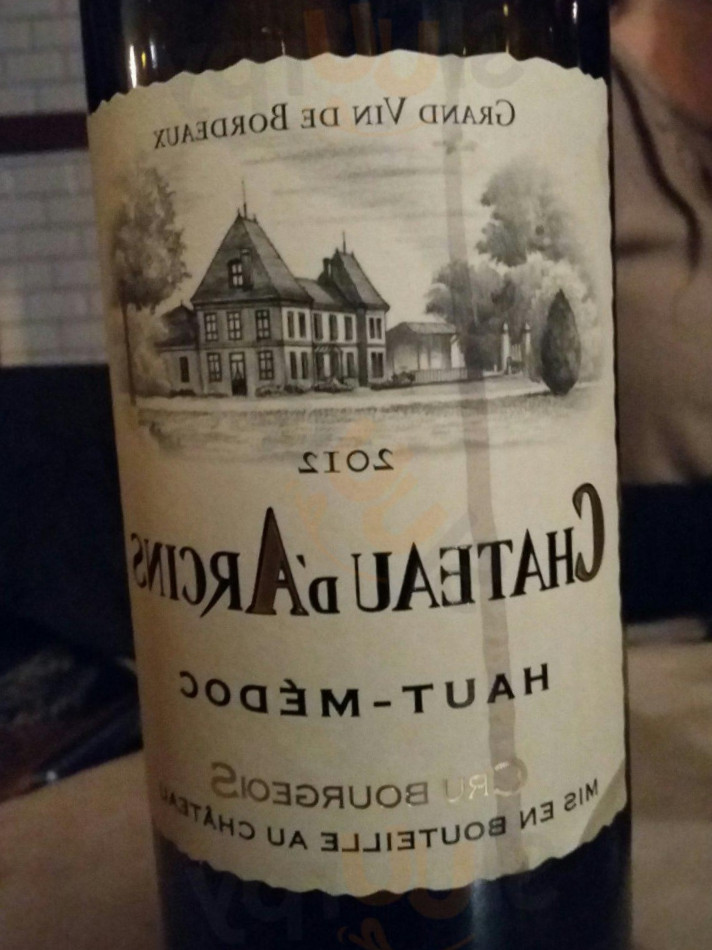 GRAND VIN DE BORDEAUX
2012
CHATEAU D'ARCINS
HAUT-MÉDOC
CRU BOURGEOIS
MIS EN BOUTEILLE AU CHÂTEAU